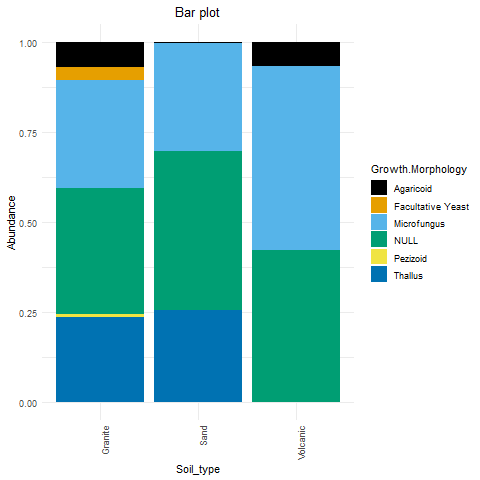 Bar plot
1.00
0.75
0.50
0.25
0.00
Abundance
Granite
Sand
Volcanic
Soil_type
Growth.Morphology
Agaricoid
Facultative Yeast
Microfungus
NULL
Pezizoid
Thallus